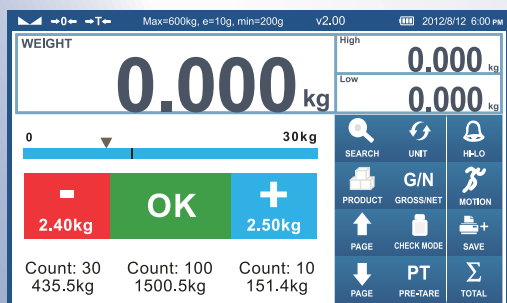 →0← →T← Max=600kg, e=10g, min=200g v2.00 2012/8/12 6:00 PM
WEIGHT
0.000 kg
High
0.000 kg
Low
0.000 kg
0 30kg
- OK +
2.40kg 2.50kg
Count: 30 Count: 100 Count: 10
435.5kg 1500.5kg 151.4kg
SEARCH UNIT HI-LO
G/N
PRODUCT GROSS/NET MOTION
+
PAGE CHECK MODE SAVE
PT Σ
PAGE PRE-TARE TOTAL